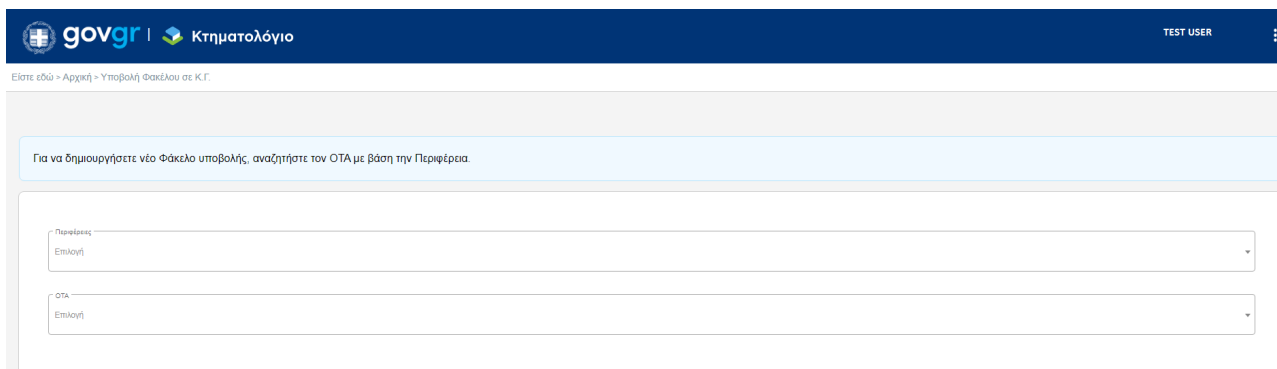 govgr | Κτηματολόγιο
TEST USER
Είστε εδώ > Αρχική > Υποβολή Φακέλου σε Κ.Γ.
Για να δημιουργήσετε νέο Φάκελο υποβολής, αναζητήστε τον ΟΤΑ με βάση την Περιφέρεια.
Περιφέρειες
Επιλογή
ΟΤΑ
Επιλογή